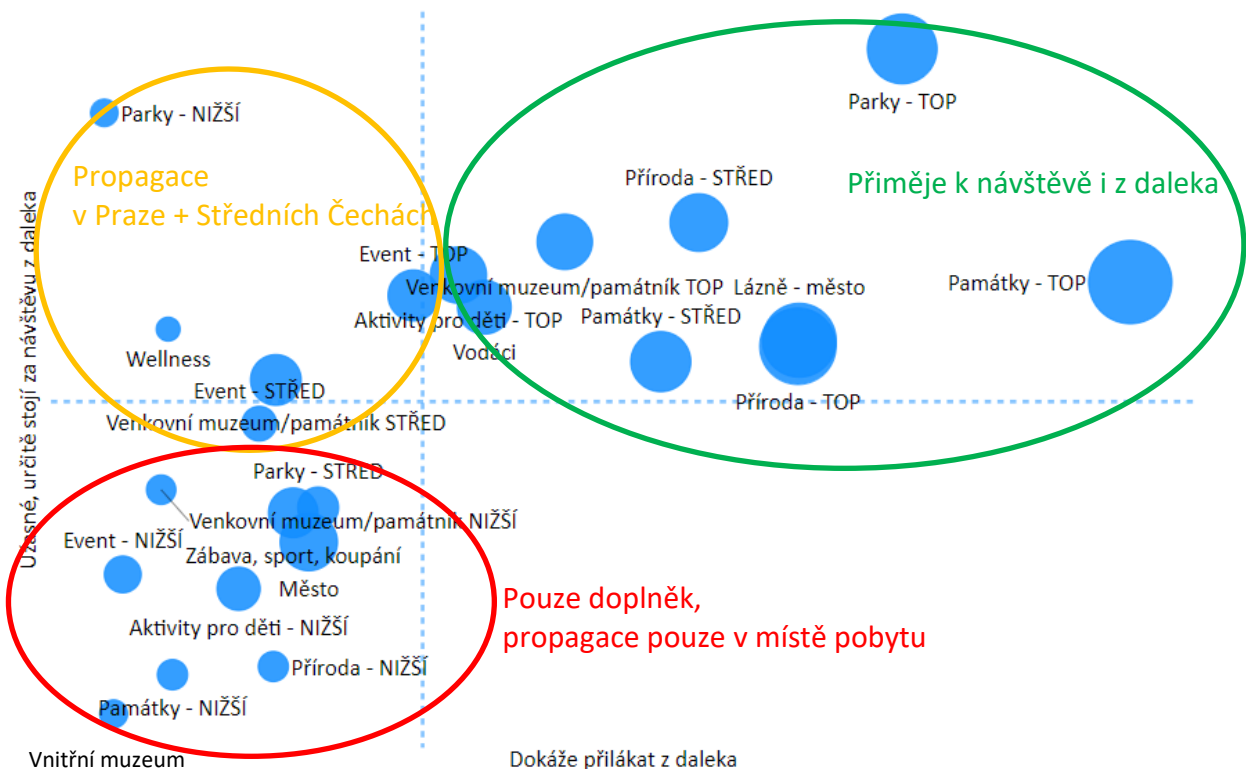 Parky - TOP
Parky - NIŽŠÍ
Propagace
v Praze + Středních Čechách
Příroda - STŘED
Přiměje k návštěvě i z daleka
Event - TOP
Venkovní muzeum/památník TOP
Lázně - město
Památky - TOP
Aktivity pro děti - TOP
Památky - STŘED
Vodáci
Wellness
Event - STŘED
Příroda - TOP
Venkovní muzeum/památník STŘED
Úžasné, určitě stojí za návštěvu z daleka
Parky - STŘED
Venkovní muzeum/památník NIŽŠÍ
Event - NIŽŠÍ
Zábava, sport, koupání
Město
Pouze doplněk,
propagace pouze v místě pobytu
Aktivity pro děti - NIŽŠÍ
Příroda - NIŽŠÍ
Památky - NIŽŠÍ
Vnitřní muzeum
Dokáže přilákat z daleka